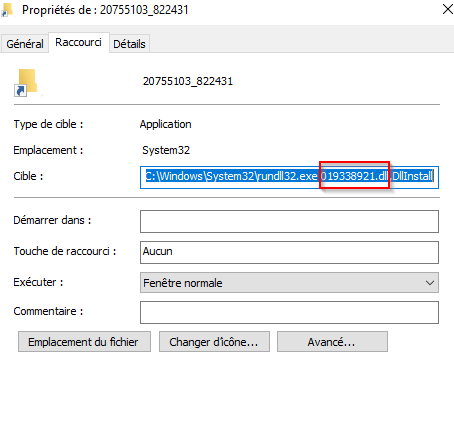 Propriétés de : 20755103_822431
Général Raccourci Détails
20755103_822431
Type de cible : Application
Emplacement : System32
Cible : C:\Windows\System32\rundll32.exe 019338921.dll,DllInstall
Démarrer dans :
Touche de raccourci : Aucun
Exécuter : Fenêtre normale
Commentaire :
Emplacement du fichier Changer d'icône... Avancé...